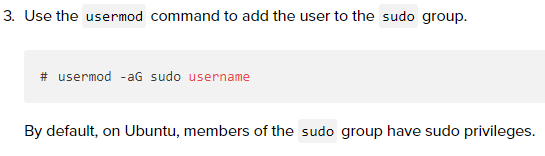 3. Use the usermod command to add the user to the sudo group.
# usermod -aG sudo username
By default, on Ubuntu, members of the sudo group have sudo privileges.